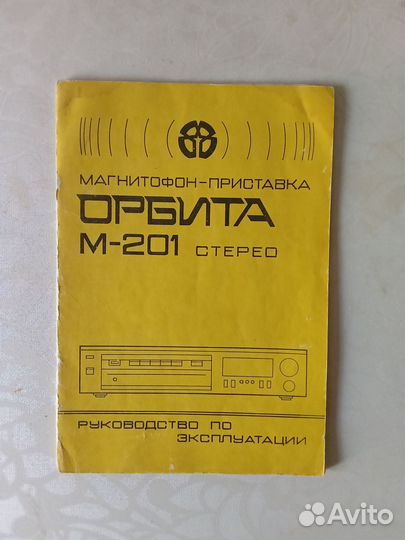 МАГНИТОФОН-ПРИСТАВКА
ОРБИТА
М-201 СТЕРЕО
РУКОВОДСТВО ПО
ЭКСПЛУАТАЦИИ
Avito